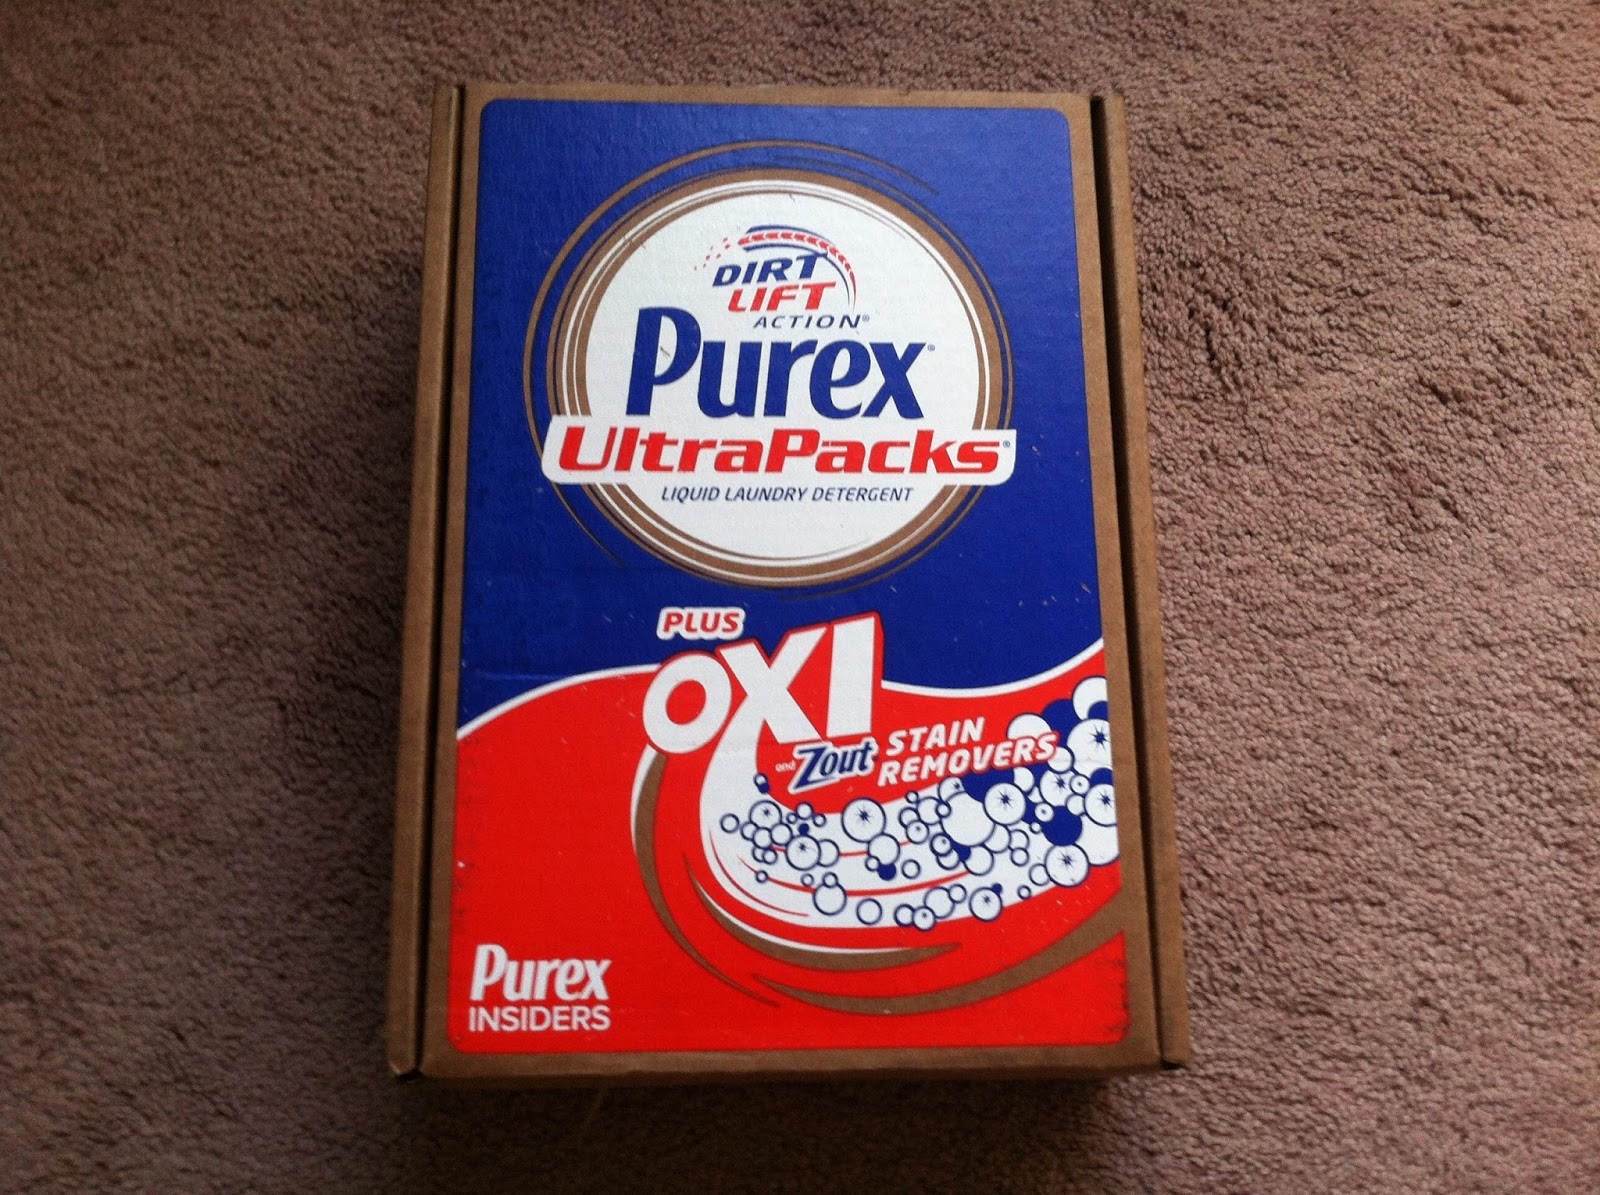 DIRT
LIFT
ACTION®
Purex®
UltraPacks®
LIQUID LAUNDRY DETERGENT
PLUS
OXI
and Zout STAIN
REMOVERS
Purex
INSIDERS